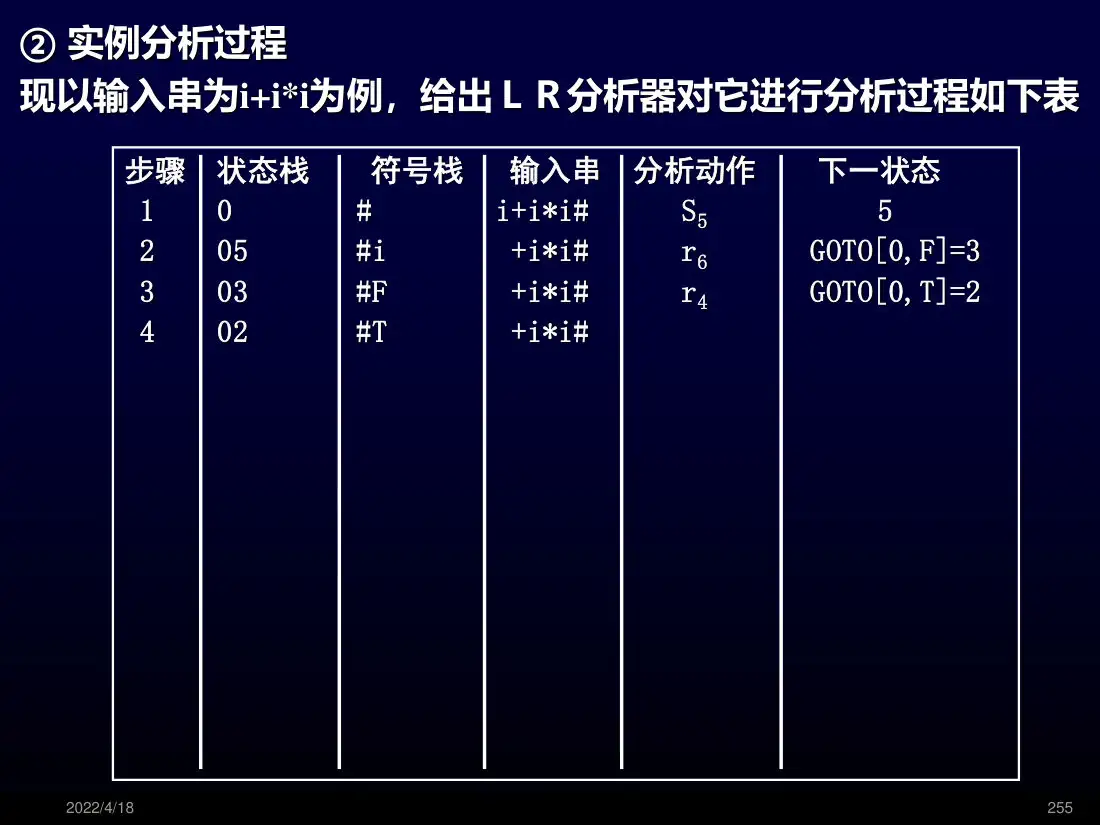 ② 实例分析过程
现以输入串为i+i*i为例，给出ＬＲ分析器对它进行分析过程如下表
步骤 状态栈 符号栈 输入串 分析动作 下一状态
1 0 # i+i*i# S5 5
2 05 #i +i*i# r6 GOTO[0,F]=3
3 03 #F +i*i# r4 GOTO[0,T]=2
4 02 #T +i*i#
2022/4/18 255